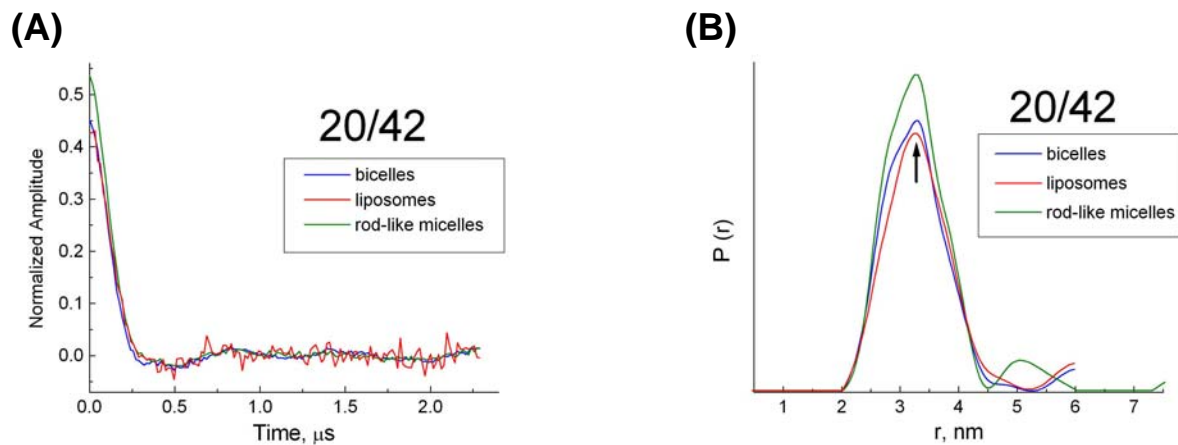 (A)
Normalized Amplitude
0.5
0.4
0.3
0.2
0.1
0.0
20/42
bicelles
liposomes
rod-like micelles
0.0 0.5 1.0 1.5 2.0
Time, μs
(B)
P (r)
20/42
bicelles
liposomes
rod-like micelles
1 2 3 4 5 6 7
r, nm